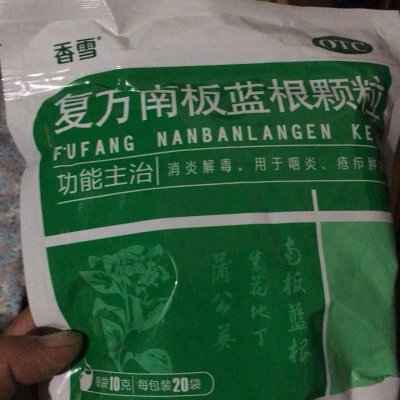 香雪
OTC
复方南板蓝根颗粒
FUFANG NANBANLANGEN KE
功能主治
消炎解毒。用于咽炎、疮疖肿
南板蓝根
紫花地丁
蒲公英
每袋10克 每包装20袋